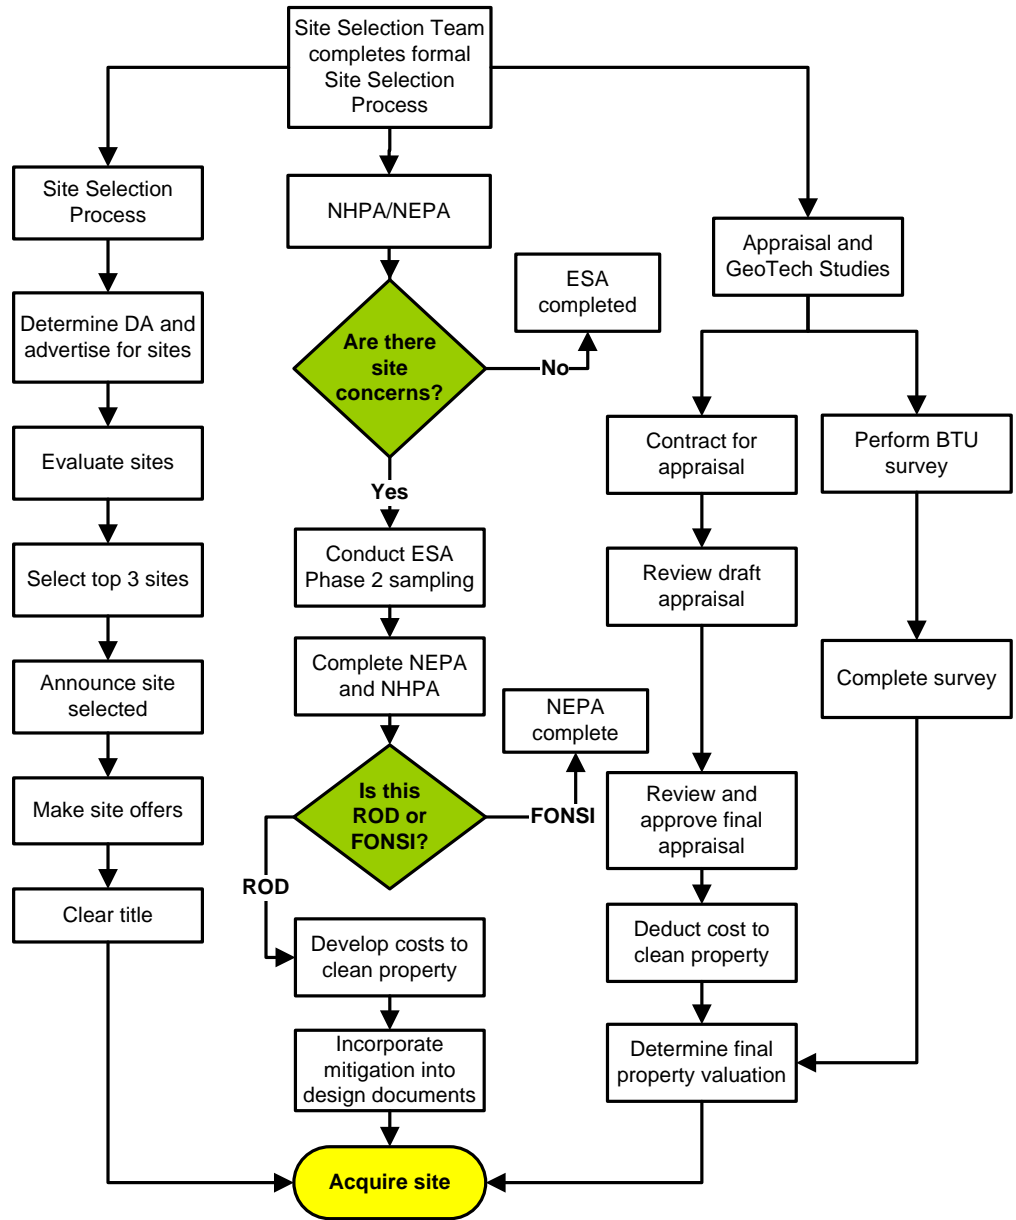 Site Selection Team
completes formal
Site Selection
Process
Site Selection
Process
Determine DA and
advertise for sites
Evaluate sites
Select top 3 sites
Announce site
selected
Make site offers
Clear title
NHPA/NEPA
Are there
site
concerns?
No
ESA
completed
Yes
Conduct ESA
Phase 2 sampling
Complete NEPA
and NHPA
Is this
ROD or
FONSI?
FONSI
NEPA
complete
ROD
Develop costs to
clean property
Incorporate
mitigation into
design documents
Appraisal and
GeoTech Studies
Contract for
appraisal
Review draft
appraisal
Review and
approve final
appraisal
Deduct cost to
clean property
Determine final
property valuation
Perform BTU
survey
Complete survey
Acquire site